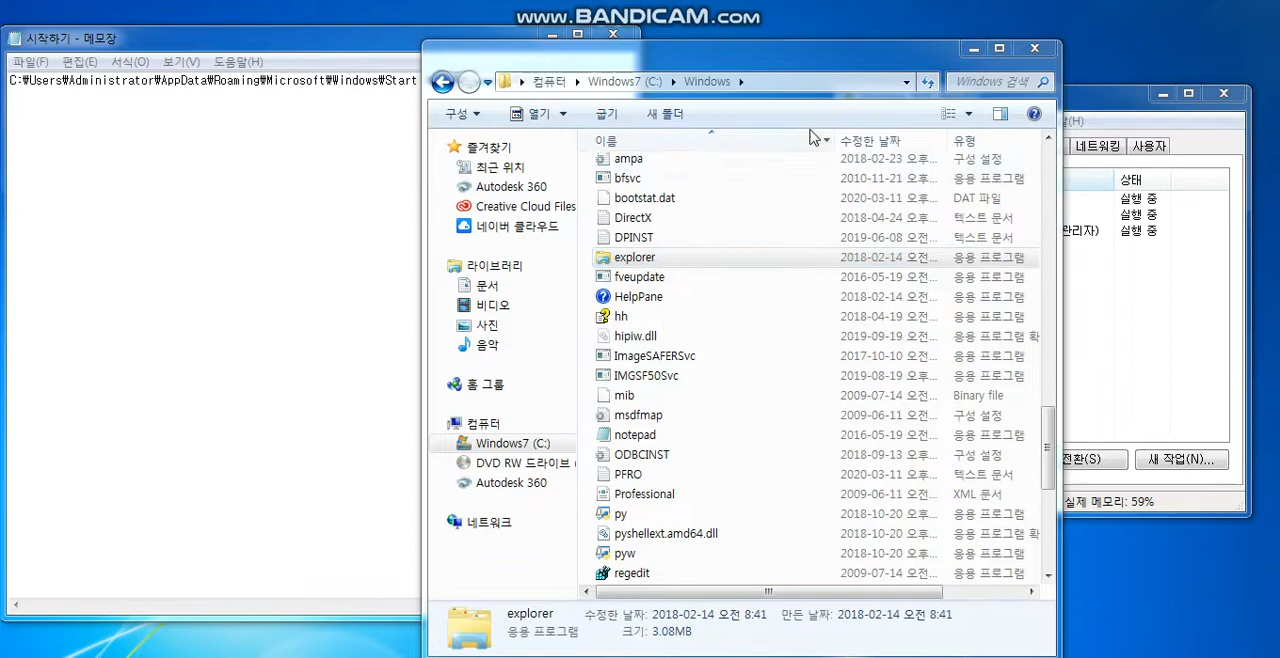 www.BANDICAM.com
시작하기 - 메모장
파일(F) 편집(E) 서식(O) 보기(V) 도움말(H)
C:\Users\Administrator\AppData\Roaming\Microsoft\Windows\Start
컴퓨터 ▸ Windows7 (C:) ▸ Windows ▸
Windows 검색
구성 ▾ 열기 굽기 새 폴더
즐겨찾기
최근 위치
Autodesk 360
Creative Cloud Files
네이버 클라우드
라이브러리
문서
비디오
사진
음악
홈 그룹
컴퓨터
Windows7 (C:)
DVD RW 드라이브 (
Autodesk 360
네트워크
이름 수정한 날짜 유형
ampa 2018-02-23 오후... 구성 설정
bfsvc 2010-11-21 오후... 응용 프로그램
bootstat.dat 2020-03-11 오후... DAT 파일
DirectX 2018-04-24 오후... 텍스트 문서
DPINST 2019-06-08 오전... 텍스트 문서
explorer 2018-02-14 오전... 응용 프로그램
fveupdate 2016-05-19 오전... 응용 프로그램
HelpPane 2018-02-14 오전... 응용 프로그램
hh 2018-04-19 오전... 응용 프로그램
hipiw.dll 2019-09-19 오후... 응용 프로그램 확
ImageSAFERSvc 2017-10-10 오전... 응용 프로그램
IMGSF50Svc 2019-08-19 오후... 응용 프로그램
mib 2009-07-14 오전... Binary file
msdfmap 2009-06-11 오전... 구성 설정
notepad 2016-05-19 오전... 응용 프로그램
ODBCINST 2018-09-13 오전... 구성 설정
PFRO 2020-03-11 오전... 텍스트 문서
Professional 2009-06-11 오전... XML 문서
py 2018-10-20 오후... 응용 프로그램
pyshellext.amd64.dll 2018-10-20 오후... 응용 프로그램 확
pyw 2018-10-20 오후... 응용 프로그램
regedit 2009-07-14 오전... 응용 프로그램
explorer 수정한 날짜: 2018-02-14 오전 8:41 만든 날짜: 2018-02-14 오전 8:41
응용 프로그램 크기: 3.08MB
(H)
네트워킹 사용자
상태
실행 중
실행 중
관리자) 실행 중
전환(S) 새 작업(N)...
실제 메모리: 59%